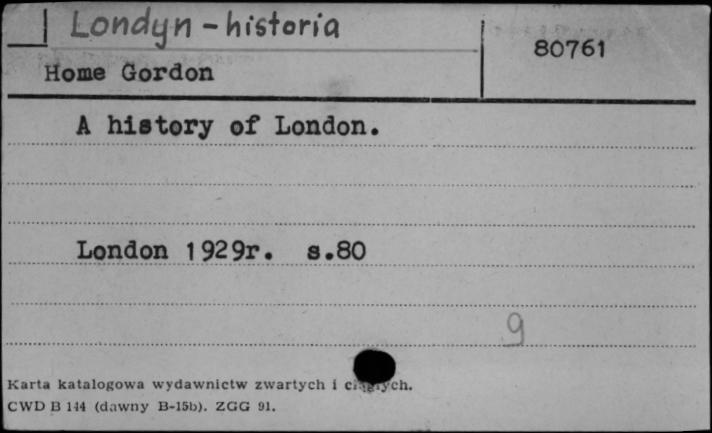 Londyn - historia
80761
Home Gordon
A history of London.
London 1929r. s.80
9
Karta katalogowa wydawnictw zwartych i ciągłych.
CWD B 144 (dawny B-15b). ZGG 91.